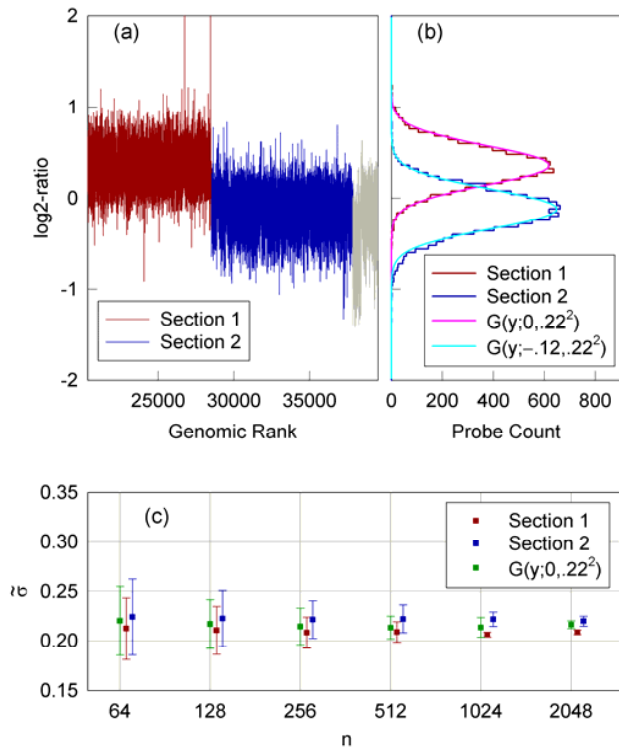 (a)
(b)
2
1
0
-1
-2
log2-ratio
Section 1
Section 2
25000 30000 35000
Genomic Rank
Section 1
Section 2
G(y;0,.22²)
G(y;−.12,.22²)
0 200 400 600 800
Probe Count
(c)
0.35
0.30
0.25
0.20
0.15
σ̃
Section 1
Section 2
G(y;0,.22²)
64 128 256 512 1024 2048
n